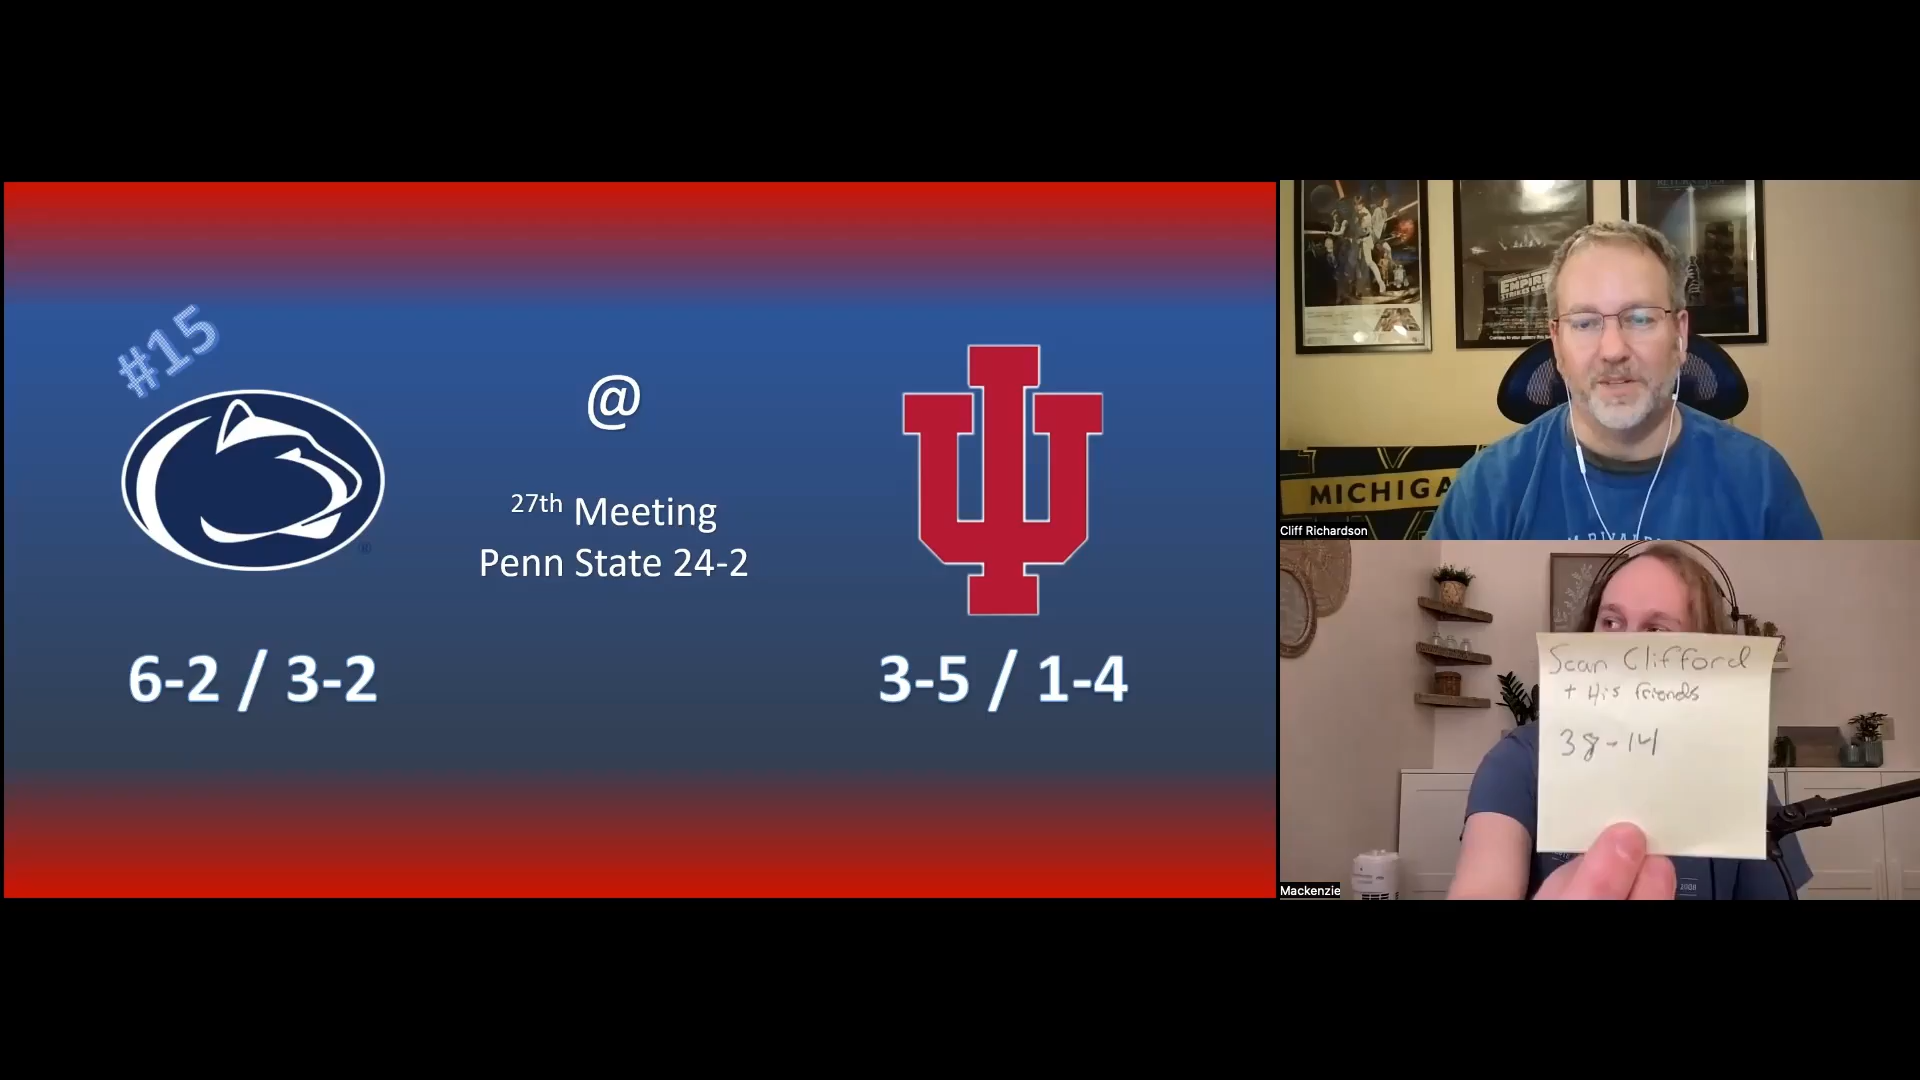 #15
@
27th Meeting
Penn State 24-2
6-2 / 3-2
3-5 / 1-4
EMPIRE
MICHIGA
Cliff Richardson
Sean Clifford
+ His friends
38-14
Mackenzie